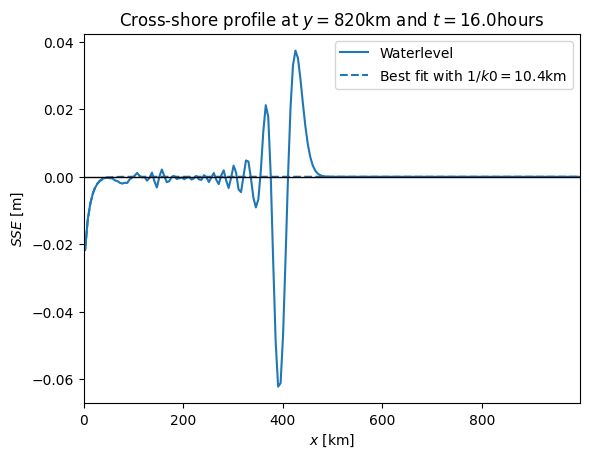 Cross-shore profile at y = 820km and t = 16.0hours
0.04
0.02
0.00
−0.02
−0.04
−0.06
SSE [m]
Waterlevel
Best fit with 1/k0 = 10.4km
0 200 400 600 800
x [km]